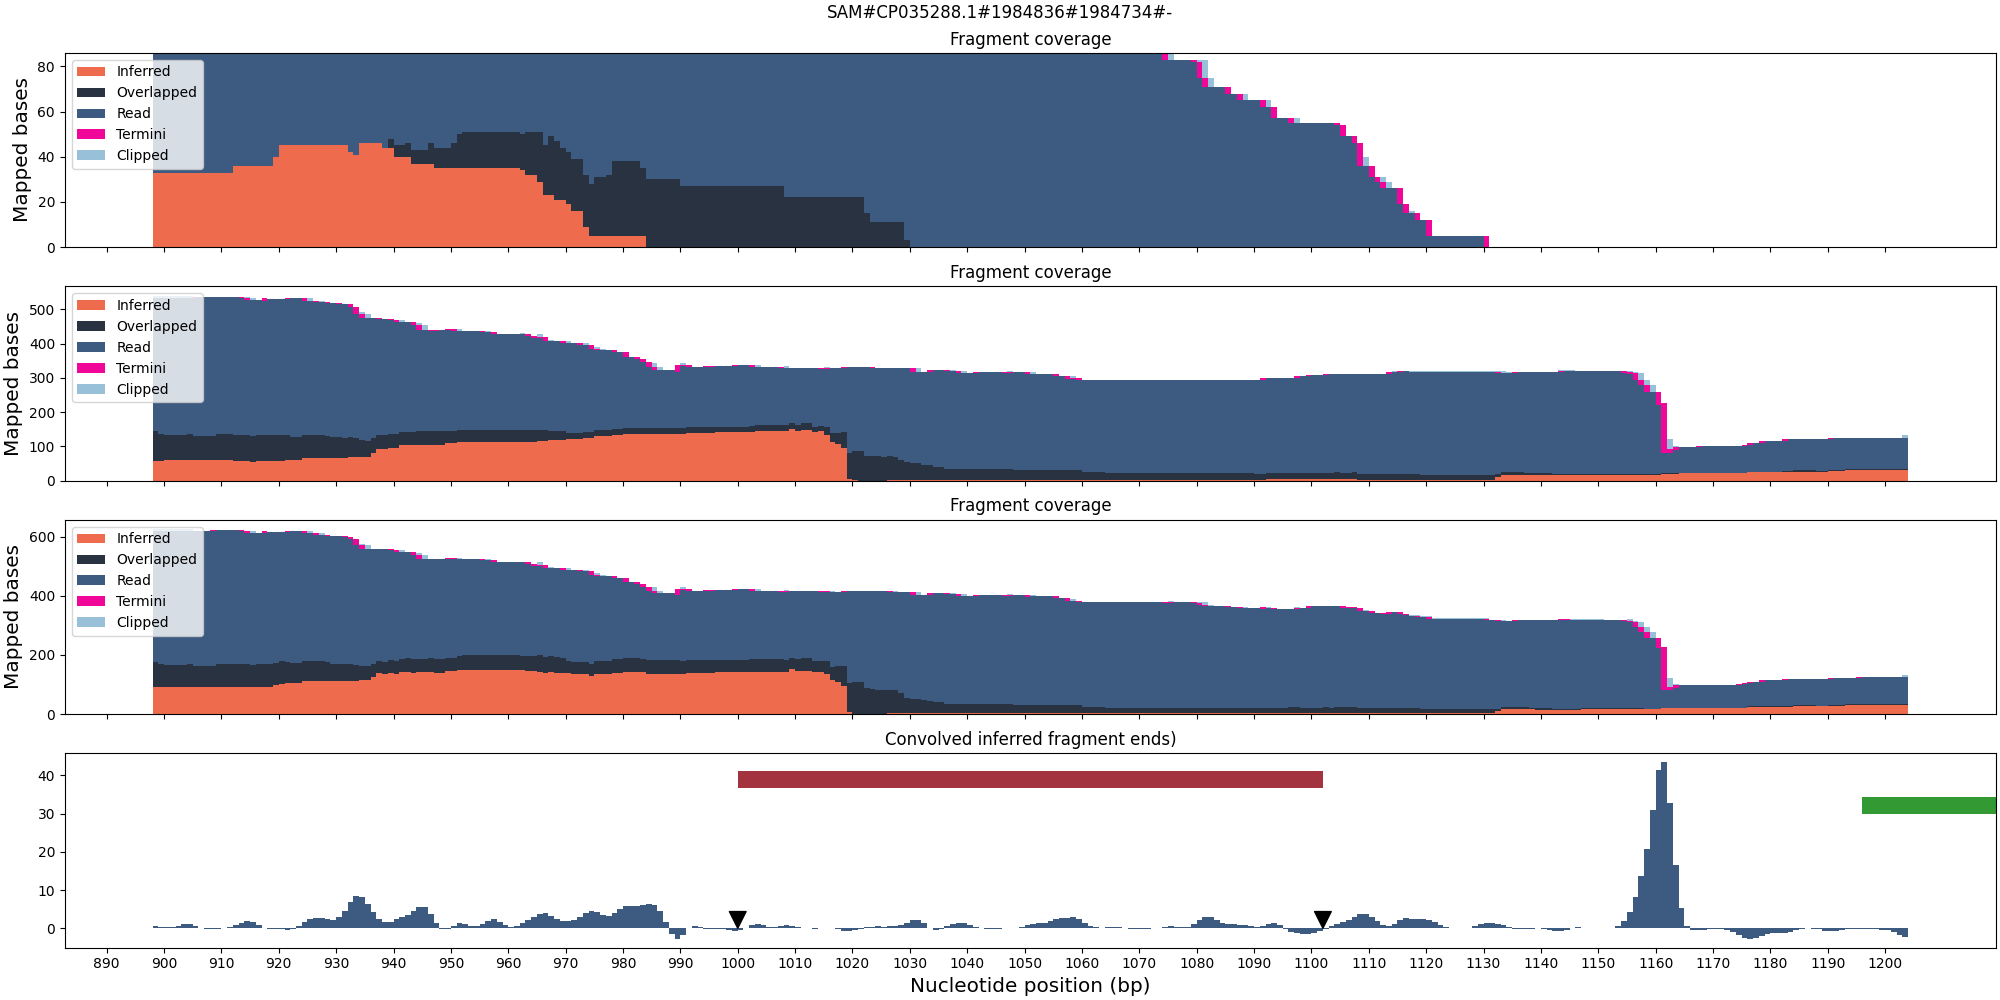 SAM#CP035288.1#1984836#1984734#-
Fragment coverage
Mapped bases
80
60
40
20
0
Inferred
Overlapped
Read
Termini
Clipped
Fragment coverage
Mapped bases
500
400
300
200
100
0
Inferred
Overlapped
Read
Termini
Clipped
Fragment coverage
Mapped bases
600
400
200
0
Inferred
Overlapped
Read
Termini
Clipped
Convolved inferred fragment ends)
40
30
20
10
0
890 900 910 920 930 940 950 960 970 980 990 1000 1010 1020 1030 1040 1050 1060 1070 1080 1090 1100 1110 1120 1130 1140 1150 1160 1170 1180 1190 1200
Nucleotide position (bp)